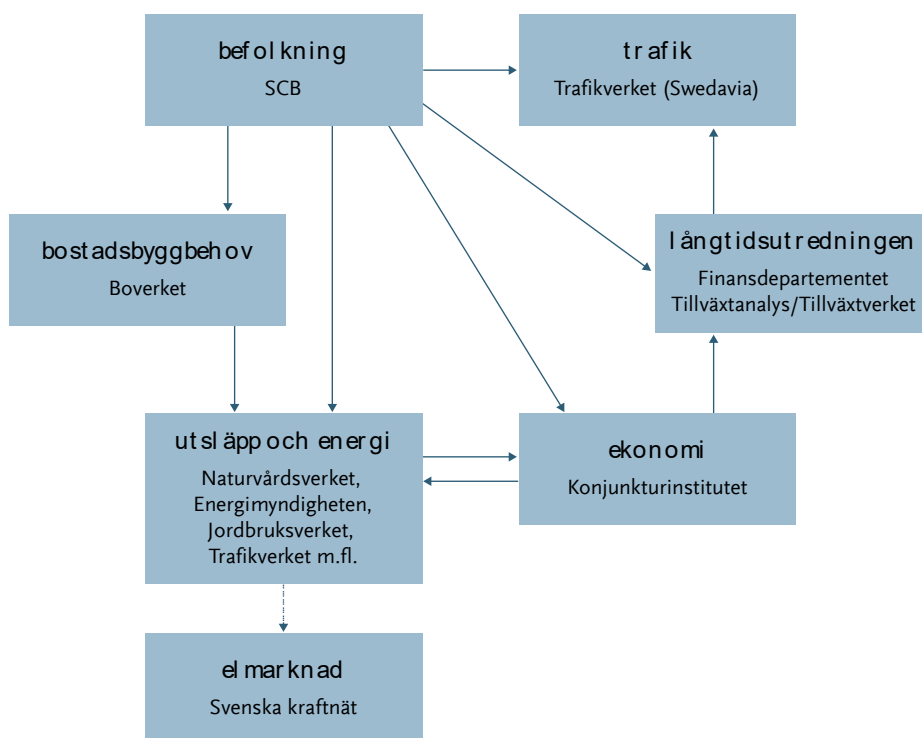 befolkning
SCB
trafik
Trafikverket (Swedavia)
bostadsbyggbehov
Boverket
långtidsutredningen
Finansdepartementet
Tillväxtanalys/Tillväxtverket
utsläpp och energi
Naturvårdsverket,
Energimyndigheten,
Jordbruksverket,
Trafikverket m.fl.
ekonomi
Konjunkturinstitutet
elmarknad
Svenska kraftnät